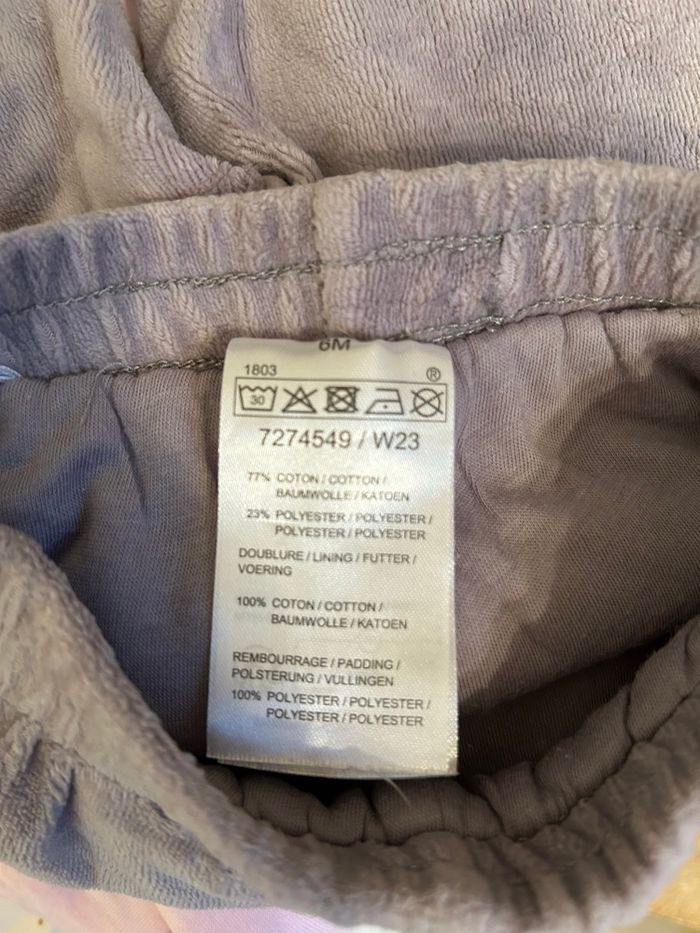 6M
1803
®
30
7274549 / W23
77% COTON / COTTON /
BAUMWOLLE / KATOEN
23% POLYESTER / POLYESTER /
POLYESTER / POLYESTER
DOUBLURE / LINING / FUTTER /
VOERING
100% COTON / COTTON /
BAUMWOLLE / KATOEN
REMBOURRAGE / PADDING /
POLSTERUNG / VULLINGEN
100% POLYESTER / POLYESTER /
POLYESTER / POLYESTER